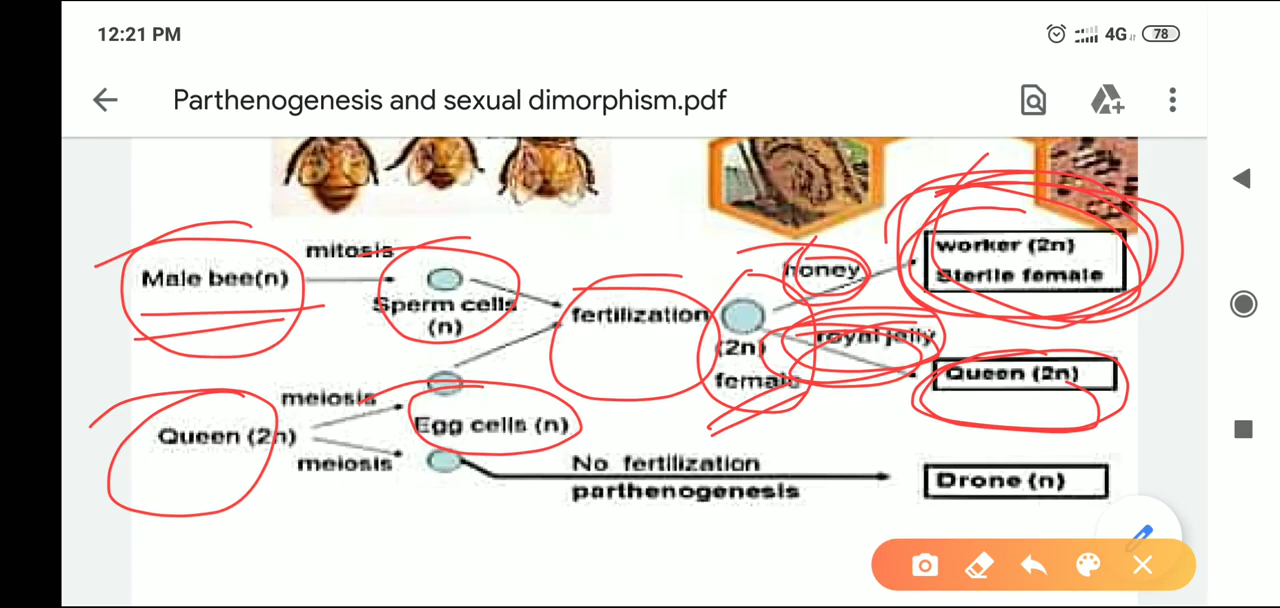 12:21 PM
4G
78
Parthenogenesis and sexual dimorphism.pdf
mitosis
Male bee(n)
Sperm cells
(n)
fertilization
honey
worker (2n)
Sterile female
(2n)
female
royal jelly
Queen (2n)
meiosis
Queen (2n)
meiosis
Egg cells (n)
No fertilization
parthenogenesis
Drone (n)